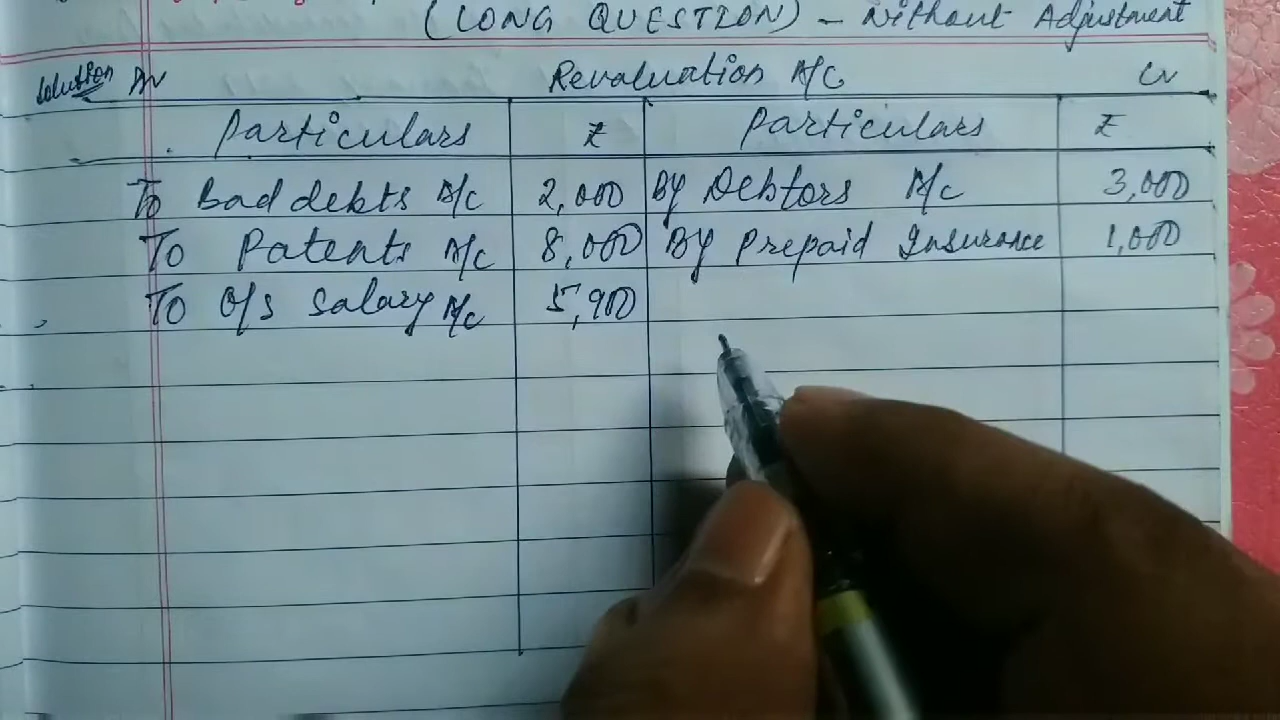 (LONG QUESTION) - Without Adjustment
Solution Dr Revaluation A/C Cr
Particulars ₹ Particulars ₹
To Bad debts A/C 2,000 By Debtors A/C 3,000
To Patents A/C 8,000 By Prepaid Insurance 1,000
To O/s Salary A/C 5,900